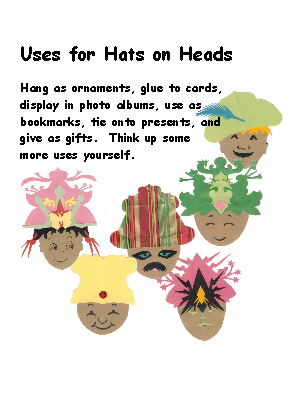 Uses for Hats on Heads
Hang as ornaments, glue to cards,
display in photo albums, use as
bookmarks, tie onto presents, and
give as gifts.  Think up some
more uses yourself.